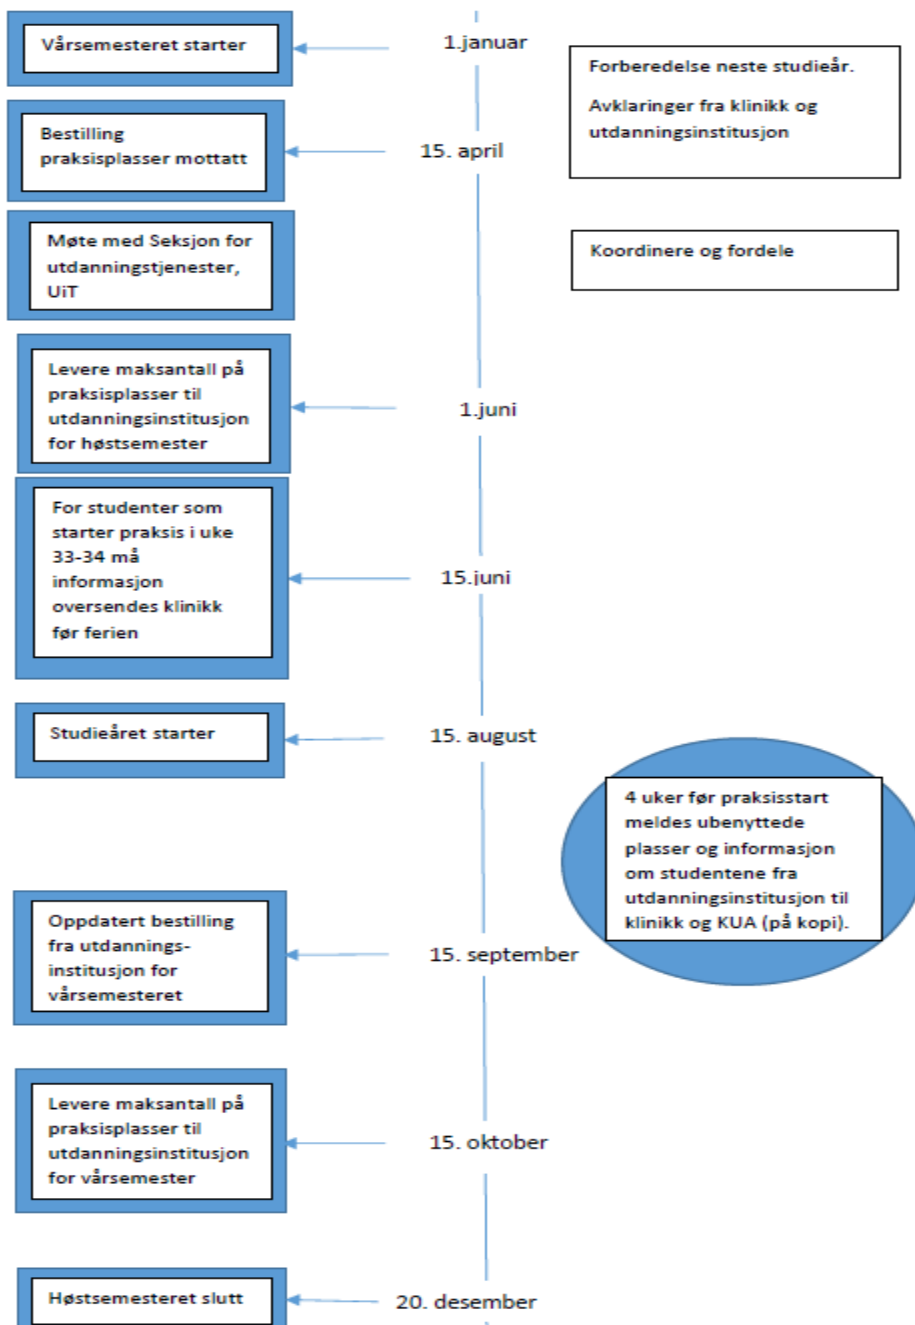 Vårsemesteret starter
1.januar
Forberedelse neste studieår.
Avklaringer fra klinikk og
utdanningsinstitusjon
Bestilling
praksisplasser mottatt
15. april
Møte med Seksjon for
utdanningstjenester,
UiT
Koordinere og fordele
Levere maksantall på
praksisplasser til
utdanningsinstitusjon
for høstsemester
1.juni
For studenter som
starter praksis i uke
33-34 må
informasjon
oversendes klinikk
før ferien
15.juni
Studieåret starter
15. august
4 uker før praksisstart
meldes ubenyttede
plasser og informasjon
om studentene fra
utdanningsinstitusjon til
klinikk og KUA (på kopi).
Oppdatert bestilling
fra utdannings-
institusjon for
vårsemesteret
15. september
Levere maksantall på
praksisplasser til
utdanningsinstitusjon
for vårsemester
15. oktober
Høstsemesteret slutt
20. desember